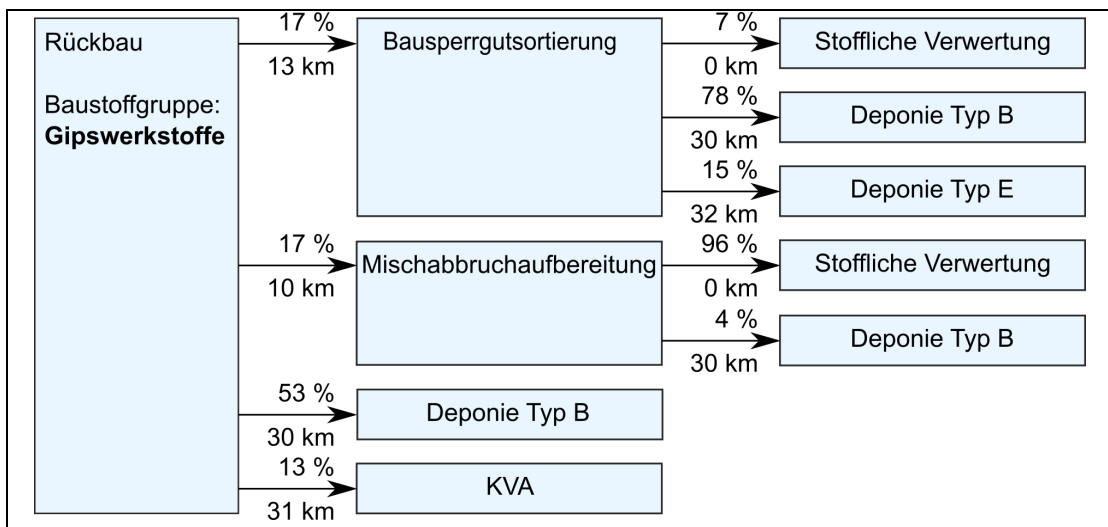 Rückbau
Baustoffgruppe:
Gipswerkstoffe
17 %
13 km
Bausperrgutsortierung
7 %
0 km
Stoffliche Verwertung
78 %
30 km
Deponie Typ B
15 %
32 km
Deponie Typ E
17 %
10 km
Mischabbruchaufbereitung
96 %
0 km
Stoffliche Verwertung
4 %
30 km
Deponie Typ B
53 %
30 km
Deponie Typ B
13 %
31 km
KVA